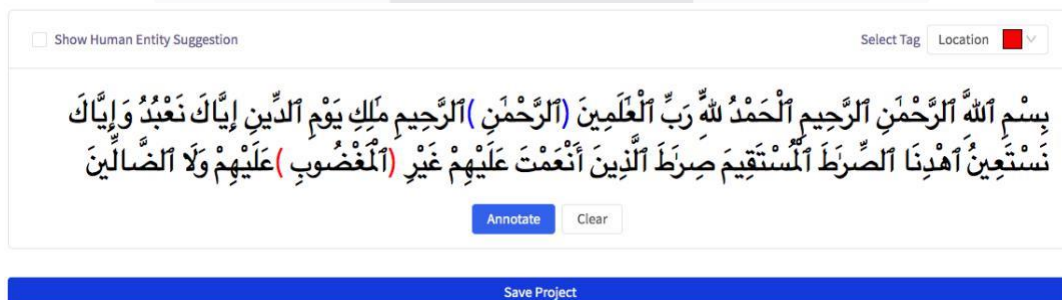 Show Human Entity Suggestion
Select Tag Location
بِسْمِ ٱللَّهِ ٱلرَّحْمَٰنِ ٱلرَّحِيمِ ٱلْحَمْدُ لِلَّهِ رَبِّ ٱلْعَٰلَمِينَ (ٱلرَّحْمَٰنِ )ٱلرَّحِيمِ مَٰلِكِ يَوْمِ ٱلدِّينِ إِيَّاكَ نَعْبُدُ وَإِيَّاكَ
نَسْتَعِينُ ٱهْدِنَا ٱلصِّرَٰطَ ٱلْمُسْتَقِيمَ صِرَٰطَ ٱلَّذِينَ أَنْعَمْتَ عَلَيْهِمْ غَيْرِ (ٱلْمَغْضُوبِ )عَلَيْهِمْ وَلَا ٱلضَّالِّينَ
Annotate Clear
Save Project